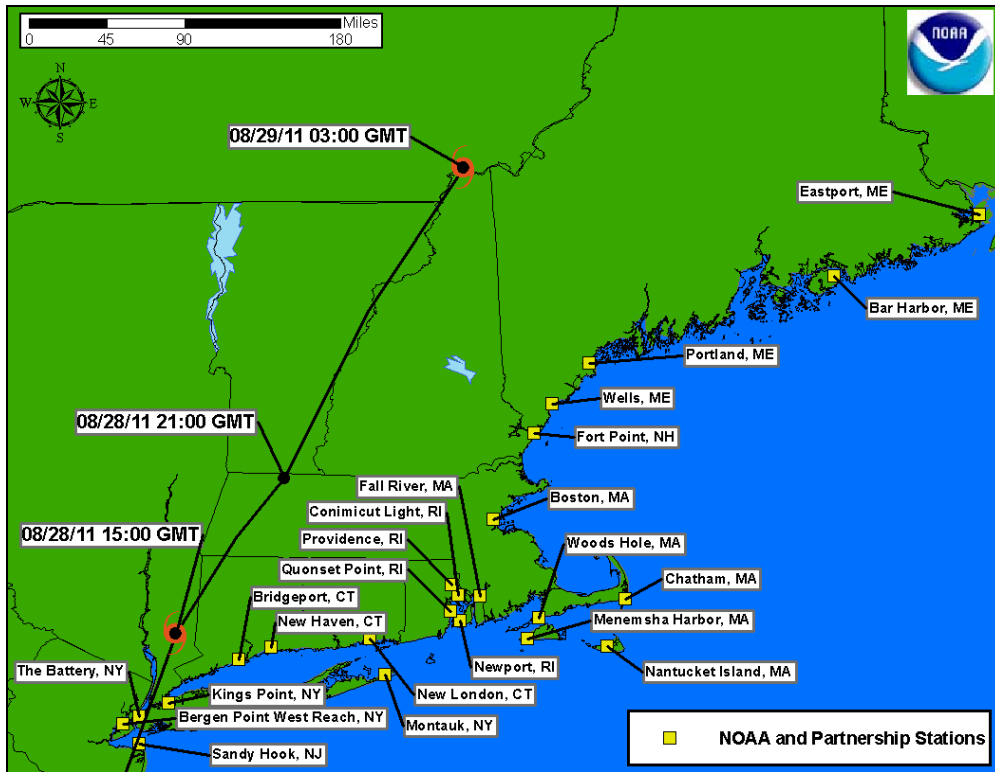 Miles
0 45 90 180
NOAA
N
W E
S
08/29/11 03:00 GMT
Eastport, ME
Bar Harbor, ME
Portland, ME
Wells, ME
08/28/11 21:00 GMT
Fort Point, NH
Fall River, MA
Boston, MA
Conimicut Light, RI
08/28/11 15:00 GMT
Providence, RI
Woods Hole, MA
Quonset Point, RI
Chatham, MA
Bridgeport, CT
New Haven, CT
Menemsha Harbor, MA
The Battery, NY
Newport, RI
Nantucket Island, MA
Kings Point, NY
New London, CT
Bergen Point West Reach, NY
Montauk, NY
Sandy Hook, NJ
NOAA and Partnership Stations